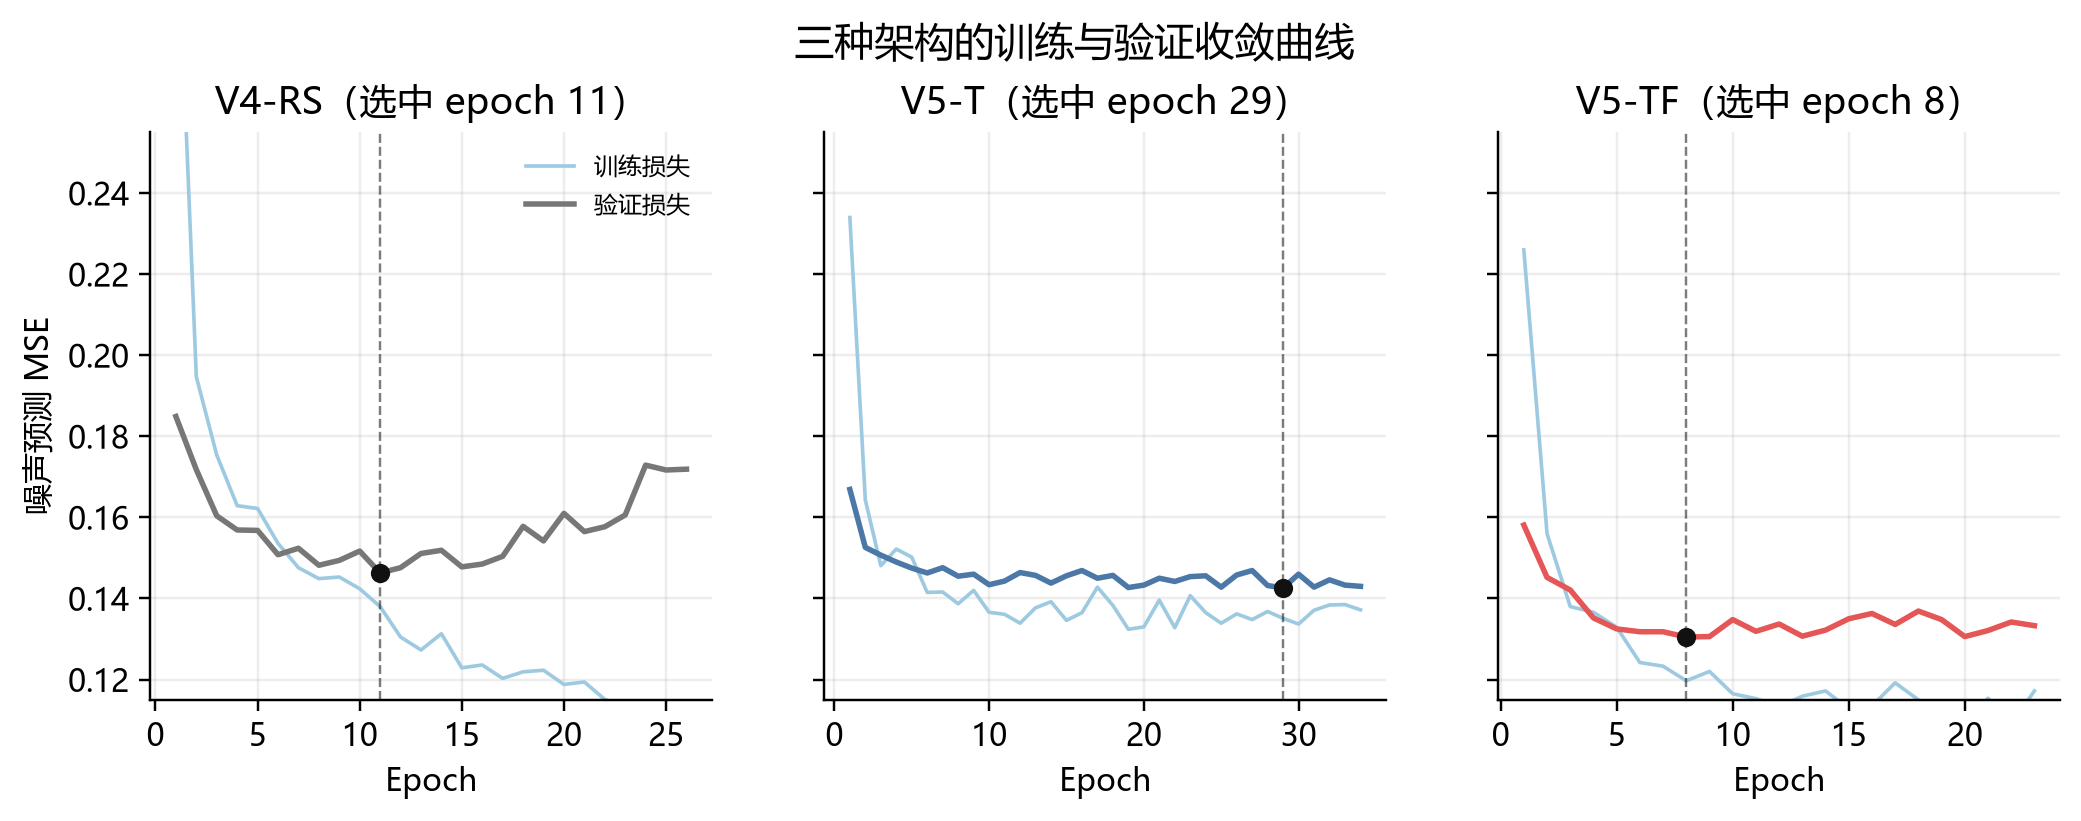 三种架构的训练与验证收敛曲线
V4-RS（选中 epoch 11）
V5-T（选中 epoch 29）
V5-TF（选中 epoch 8）
训练损失
验证损失
噪声预测 MSE
0.24
0.22
0.20
0.18
0.16
0.14
0.12
0 5 10 15 20 25
0 10 20 30
0 5 10 15 20
Epoch
Epoch
Epoch